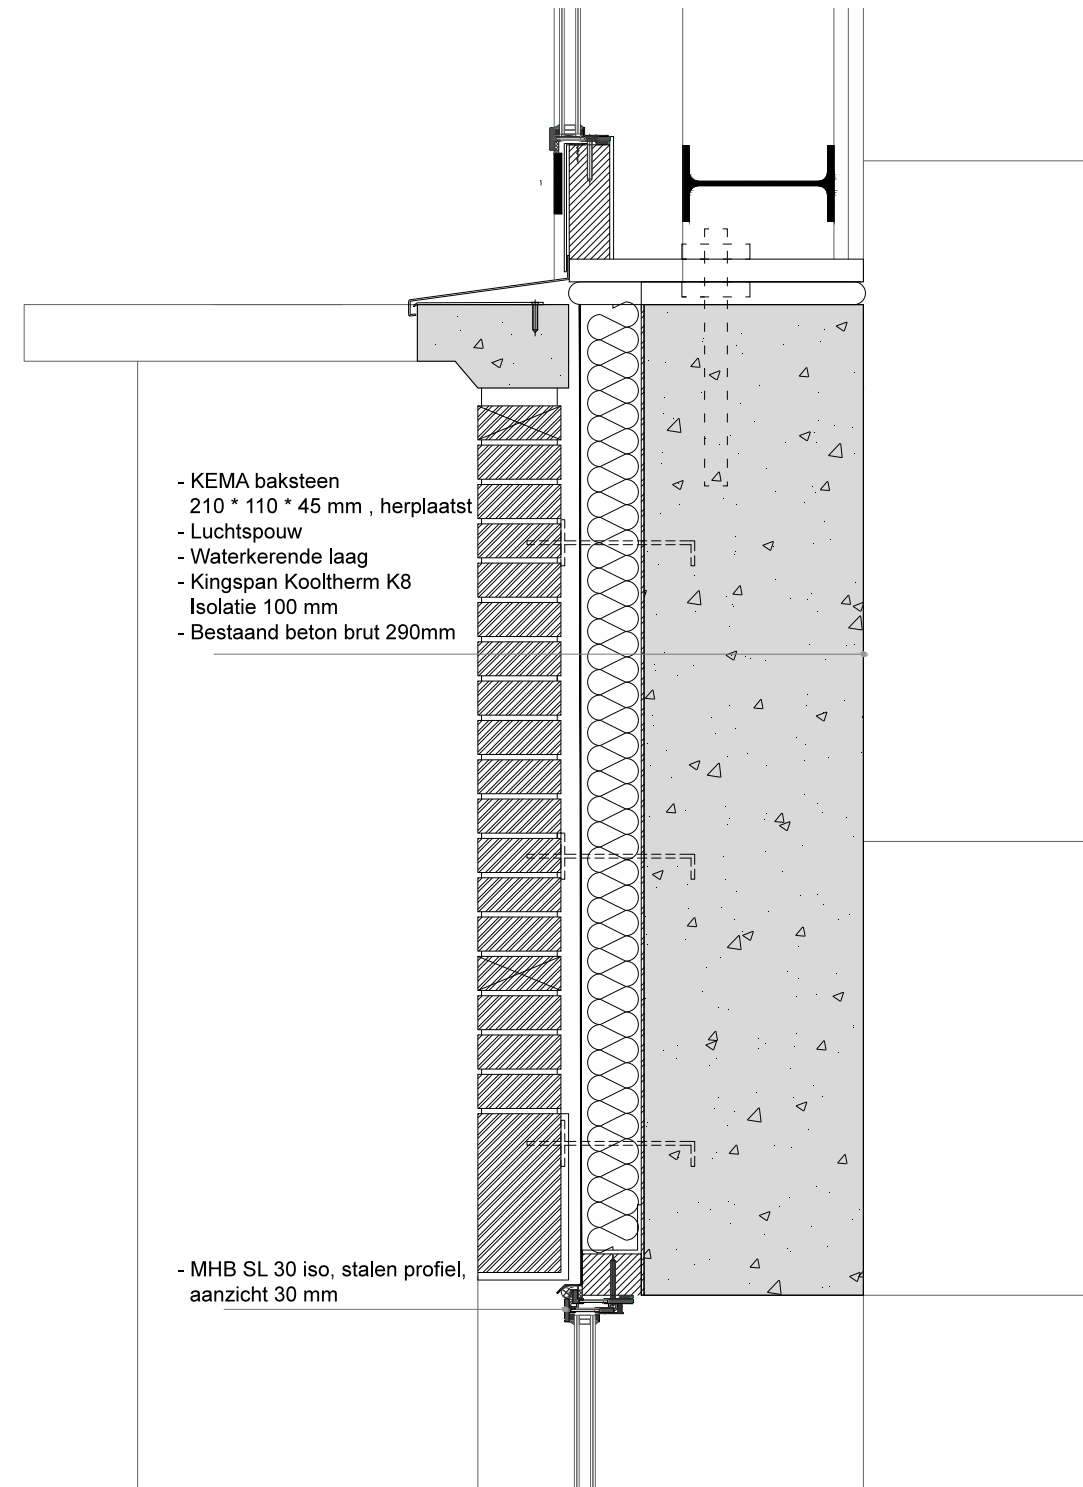 - KEMA baksteen
210 * 110 * 45 mm , herplaatst
- Luchtspouw
- Waterkerende laag
- Kingspan Kooltherm K8
Isolatie 100 mm
- Bestaand beton brut 290mm
- MHB SL 30 iso, stalen profiel,
aanzicht 30 mm